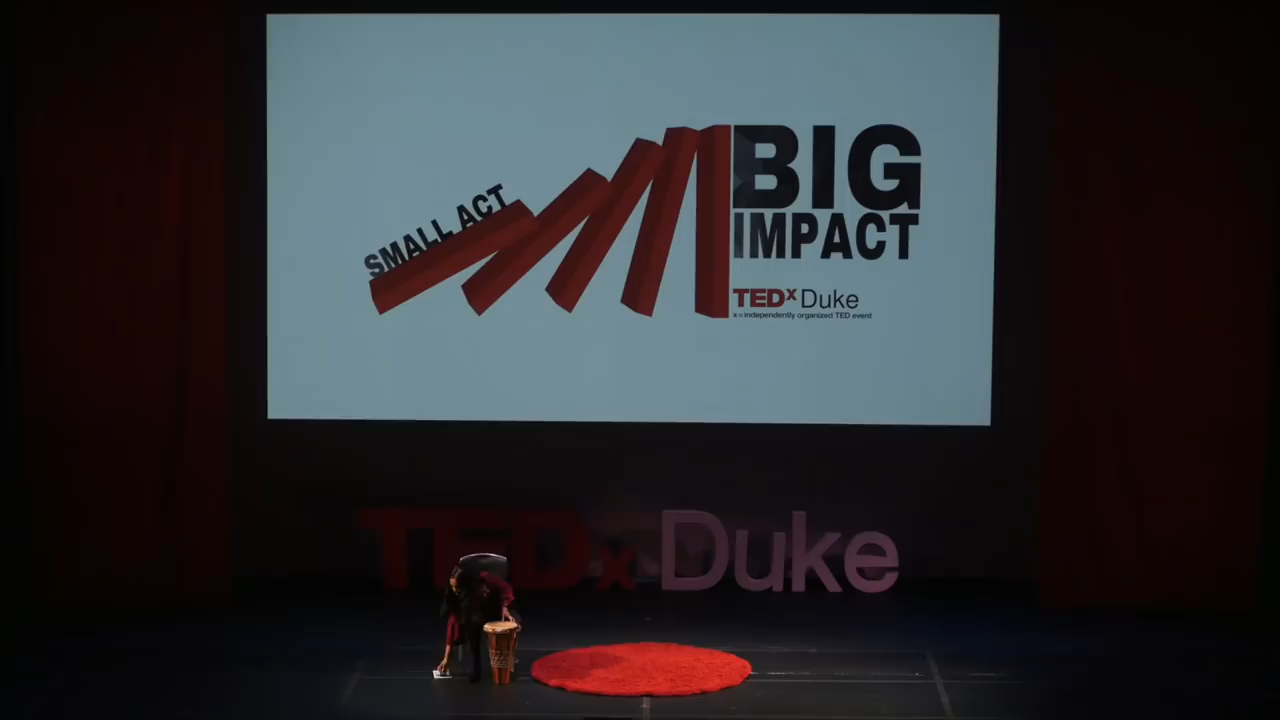 SMALL ACT
BIG
IMPACT
TEDx Duke
x = independently organized TED event
TEDx Duke